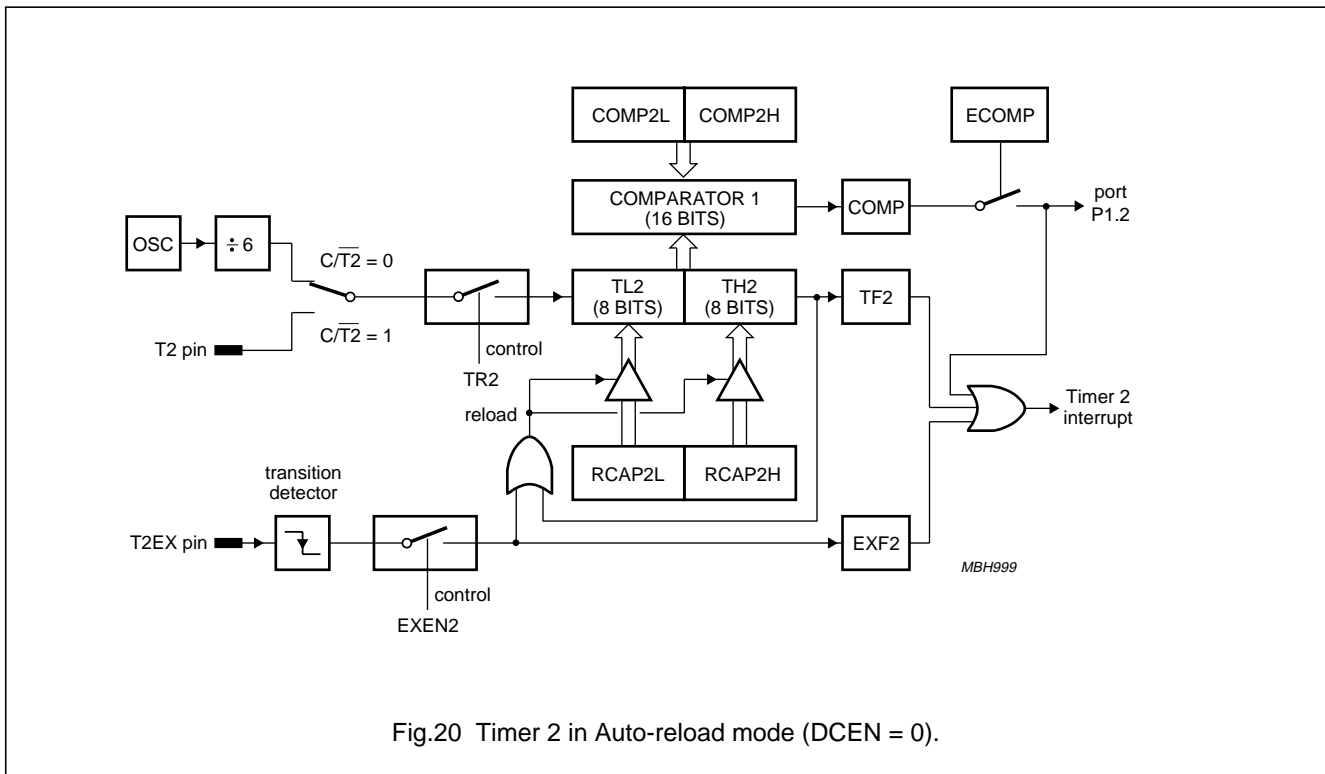 COMP2L COMP2H
ECOMP
COMPARATOR 1
(16 BITS)
COMP
port
P1.2
OSC
÷ 6
C/T̅2̅ = 0
TL2
(8 BITS)
TH2
(8 BITS)
TF2
C/T̅2̅ = 1
T2 pin
control
TR2
reload
Timer 2
interrupt
RCAP2L RCAP2H
transition
detector
T2EX pin
EXF2
MBH999
control
EXEN2
Fig.20 Timer 2 in Auto-reload mode (DCEN = 0).